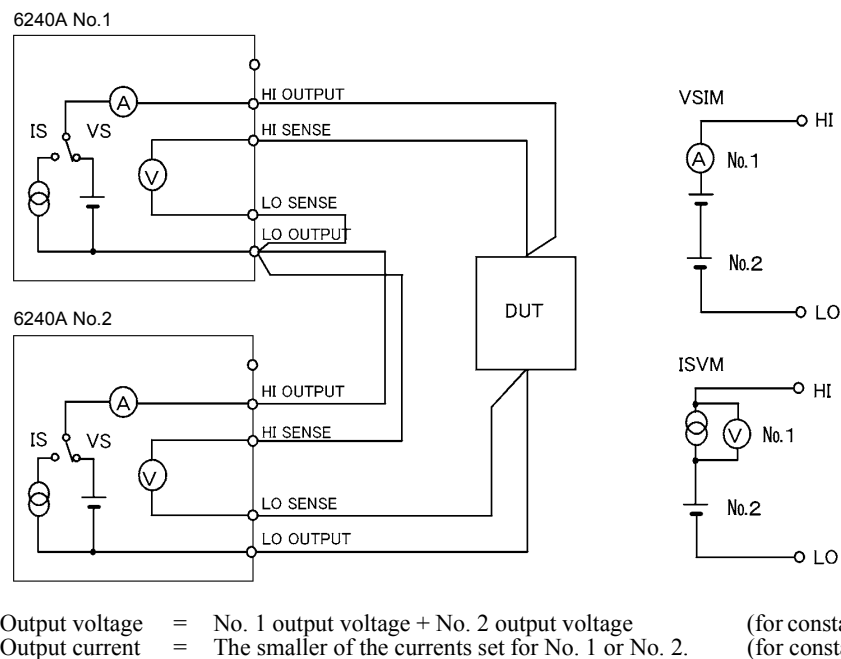 6240A No.1
HI OUTPUT
A
HI SENSE
IS VS
V
LO SENSE
LO OUTPUT
DUT
6240A No.2
HI OUTPUT
A
HI SENSE
IS VS
V
LO SENSE
LO OUTPUT
VSIM
HI
A No.1
No.2
LO
ISVM
HI
V No.1
No.2
LO
Output voltage = No. 1 output voltage + No. 2 output voltage (for consta
Output current = The smaller of the currents set for No. 1 or No. 2. (for consta